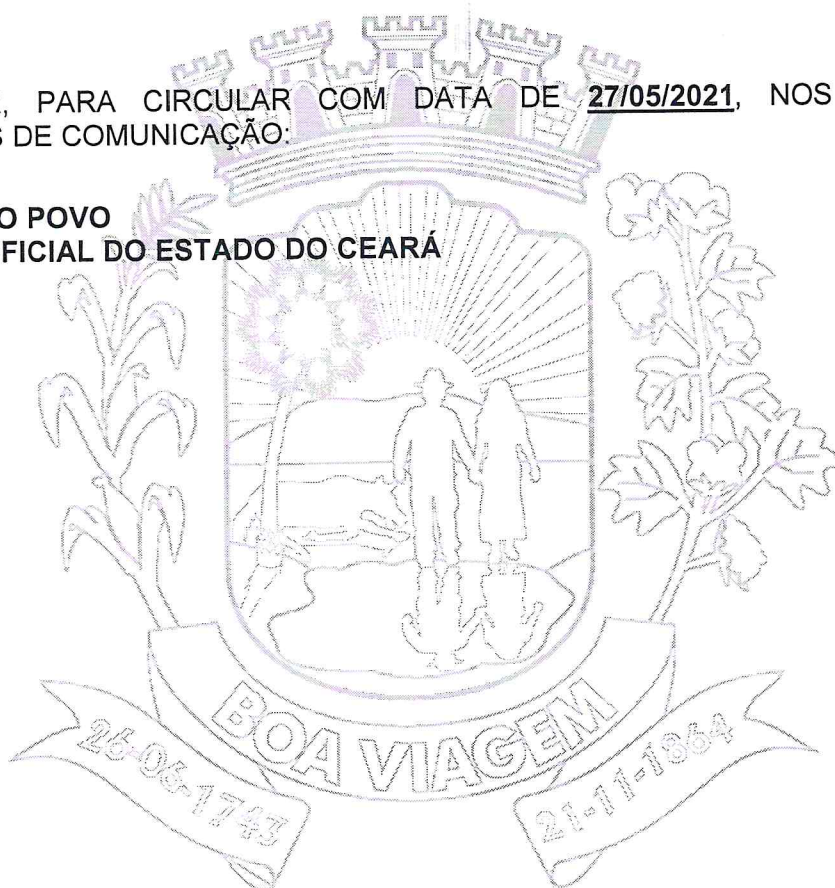 , PARA CIRCULAR COM DATA DE 27/05/2021, NOS
DE COMUNICAÇÃO:
O POVO
FICIAL DO ESTADO DO CEARÁ
BOA VIAGEM
26-06-1743
21-11-1864